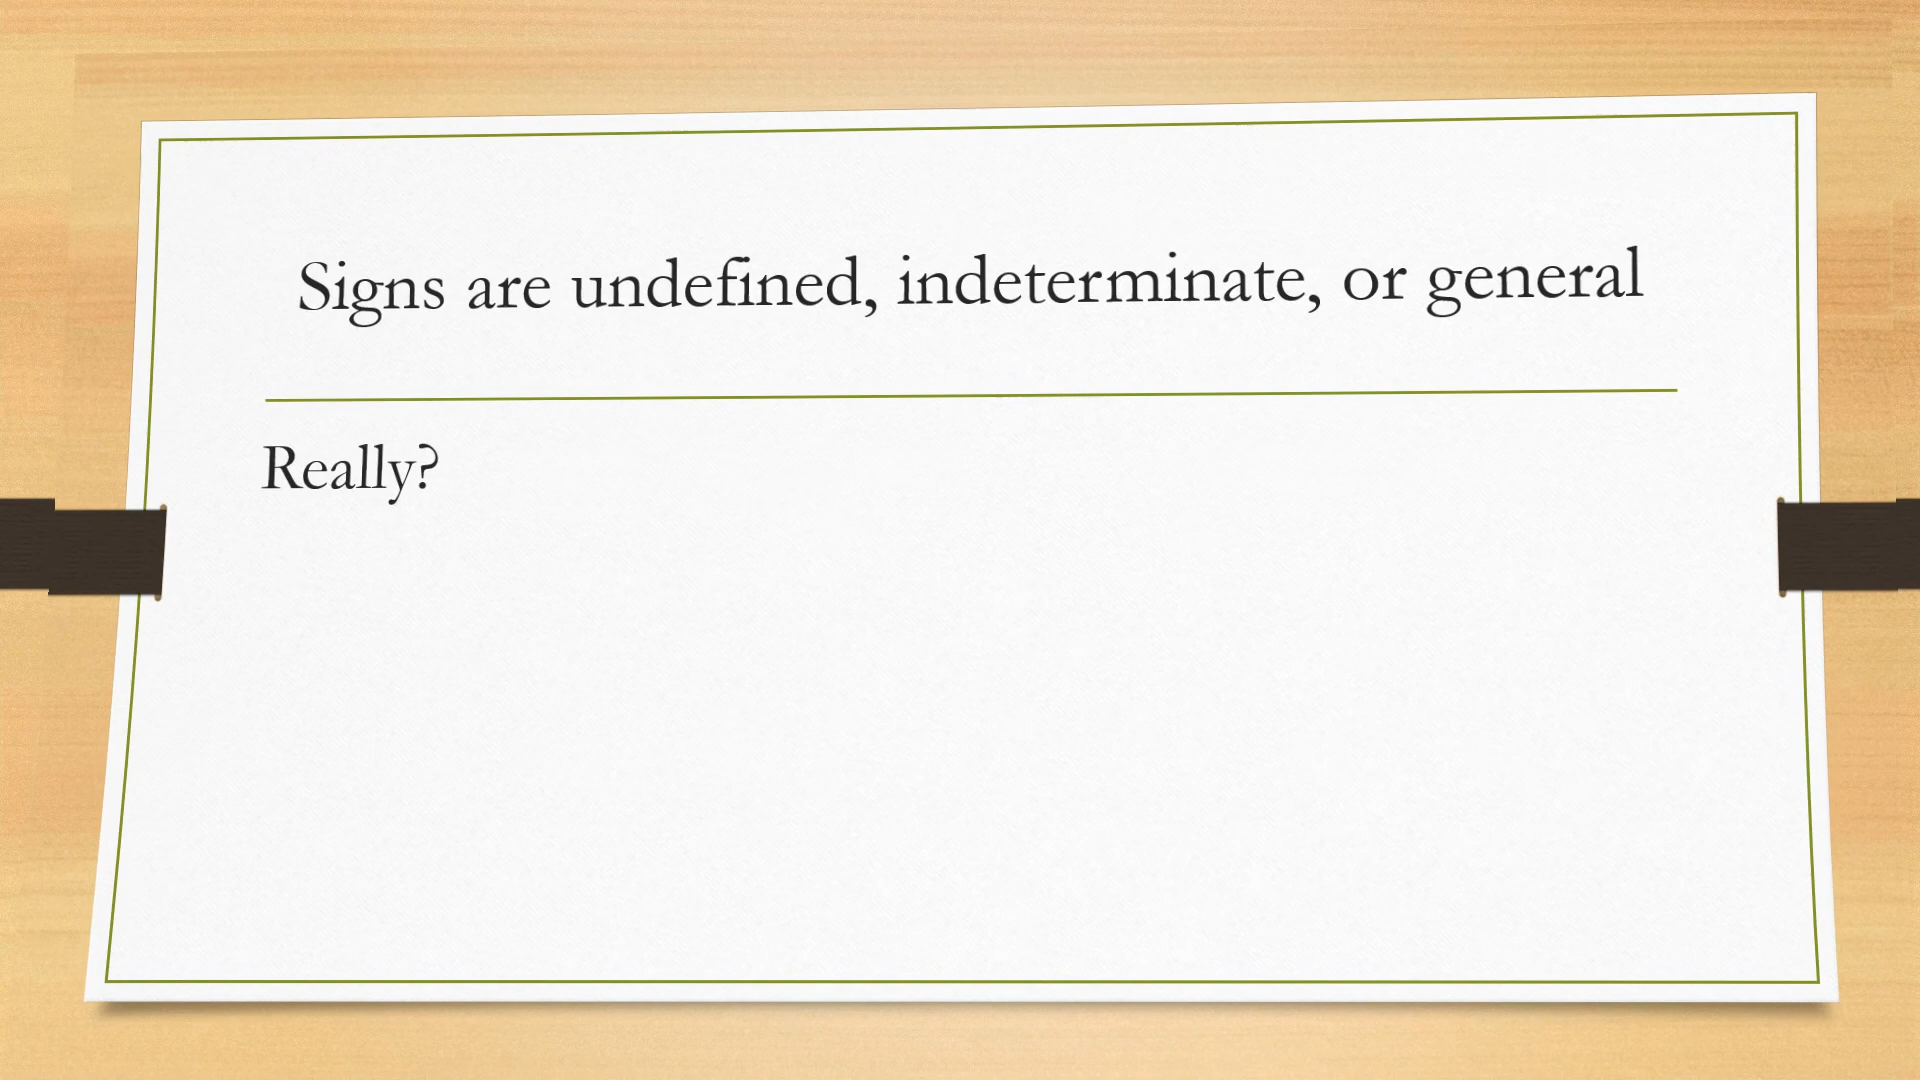 Signs are undefined, indeterminate, or general
Really?